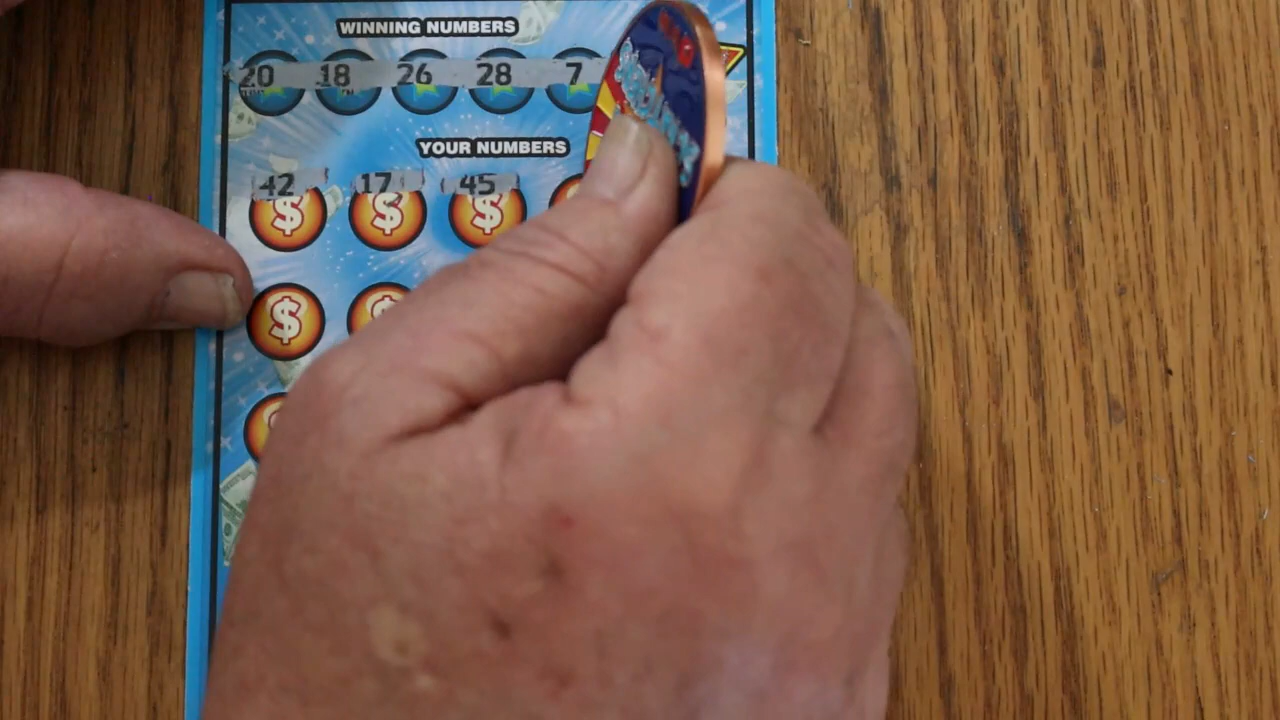 WINNING NUMBERS
20 18 26 28 7
YOUR NUMBERS
42 17 45
$ $ $
$